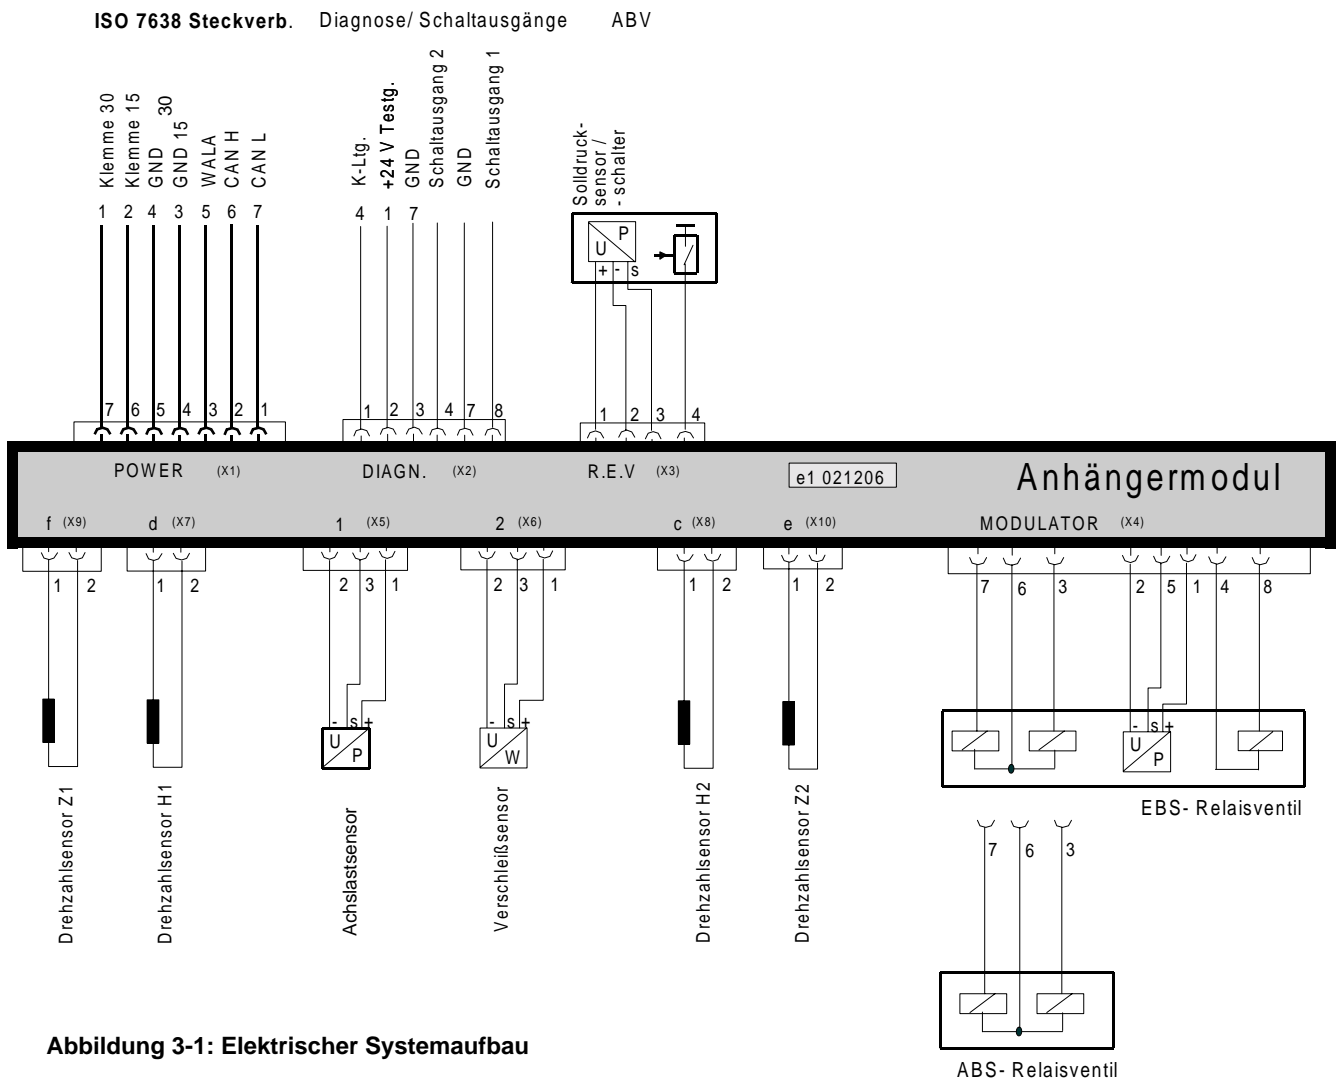 ISO 7638 Steckverb. Diagnose/ Schaltausgänge ABV
Klemme 30
Klemme 15
GND 30
GND 15
WALA
CAN H
CAN L
K-Ltg.
+24 V Testg.
GND
Schaltausgang 2
GND
Schaltausgang 1
Solldruck-
sensor /
- schalter
1 2 4 3 5 6 7
4 1 7
U P
+ - s
7 6 5 4 3 2 1
1 2 3 4 7 8
1 2 3 4
POWER (X1) DIAGN. (X2) R.E.V (X3) e1 021206 Anhängermodul
f (X9) d (X7) 1 (X5) 2 (X6) c (X8) e (X10) MODULATOR (X4)
1 2 1 2 2 3 1 2 3 1 1 2 1 2 7 6 3 2 5 1 4 8
- s +
U P
- s +
U W
- s +
U P
Drehzahlsensor Z1
Drehzahlsensor H1
Achslastsensor
Verschleißsensor
Drehzahlsensor H2
Drehzahlsensor Z2
EBS- Relaisventil
7 6 3
ABS- Relaisventil
Abbildung 3-1: Elektrischer Systemaufbau